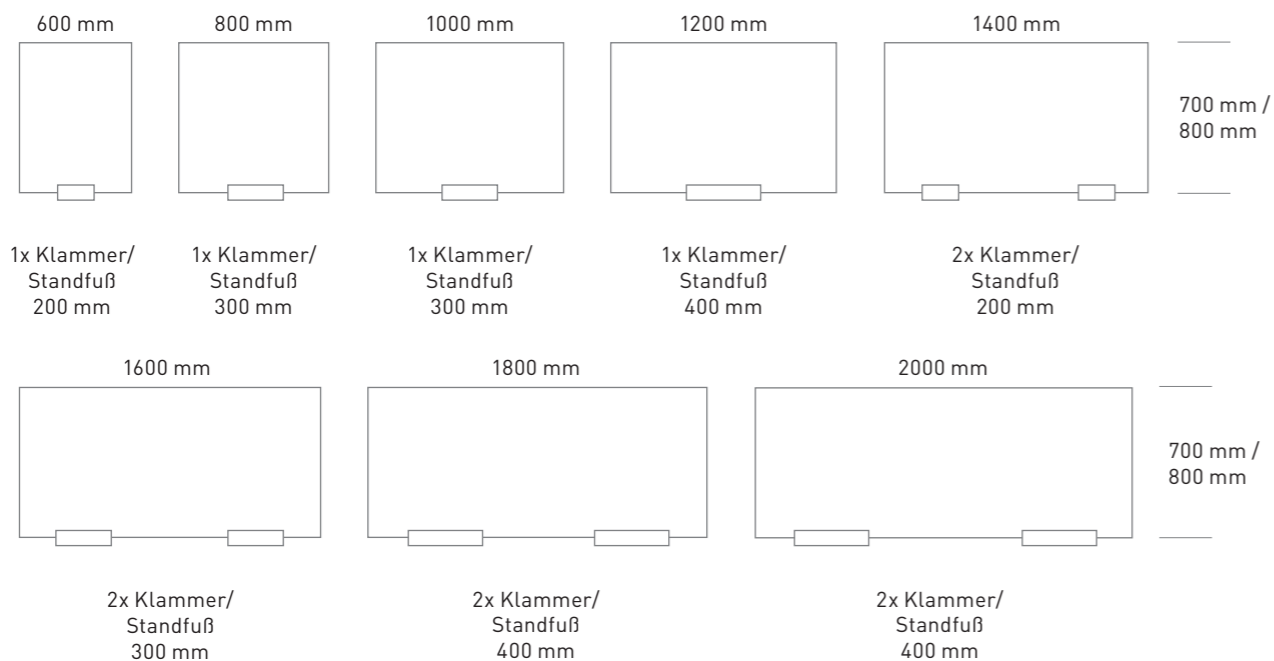 600 mm
800 mm
1000 mm
1200 mm
1400 mm
700 mm /
800 mm
1x Klammer/
Standfuß
200 mm
1x Klammer/
Standfuß
300 mm
1x Klammer/
Standfuß
300 mm
1x Klammer/
Standfuß
400 mm
2x Klammer/
Standfuß
200 mm
1600 mm
1800 mm
2000 mm
700 mm /
800 mm
2x Klammer/
Standfuß
300 mm
2x Klammer/
Standfuß
400 mm
2x Klammer/
Standfuß
400 mm